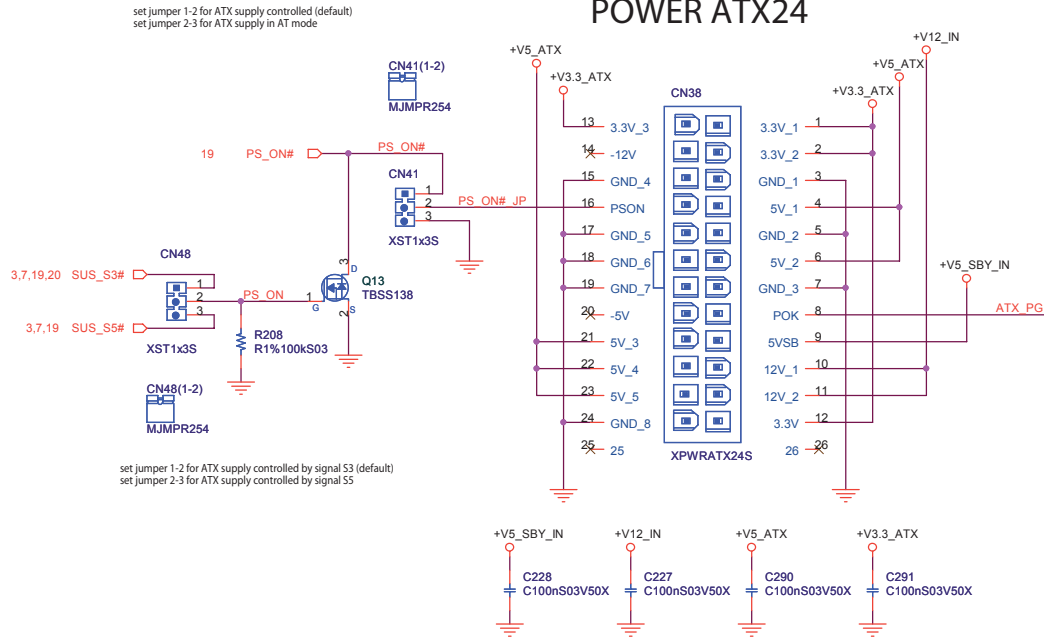 set jumper 1-2 for ATX supply controlled (default)
set jumper 2-3 for ATX supply in AT mode
POWER ATX24
CN41(1-2)
MJMPR254
19 PS_ON# PS_ON#
CN41
1
2
3
XST1x3S
PS_ON#_JP
CN48
3,7,19,20 SUS_S3#
1
2
3
PS_ON
3,7,19 SUS_S5#
XST1x3S
3
D
1
G
S
2
Q13
TBSS138
R208
R1%100kS03
CN48(1-2)
MJMPR254
set jumper 1-2 for ATX supply controlled by signal S3 (default)
set jumper 2-3 for ATX supply controlled by signal S5
+V5_ATX
+V3.3_ATX
CN38
+V12_IN
+V5_ATX
+V3.3_ATX
13 3.3V_3
14 -12V
15 GND_4
16 PSON
17 GND_5
18 GND_6
19 GND_7
20 -5V
21 5V_3
22 5V_4
23 5V_5
24 GND_8
25 25
3.3V_1 1
3.3V_2 2
GND_1 3
5V_1 4
GND_2 5
5V_2 6
GND_3 7
POK 8
5VSB 9
12V_1 10
12V_2 11
3.3V 12
26 26
XPWRATX24S
+V5_SBY_IN
ATX_PG
+V5_SBY_IN
C228
C100nS03V50X
+V12_IN
C227
C100nS03V50X
+V5_ATX
C290
C100nS03V50X
+V3.3_ATX
C291
C100nS03V50X